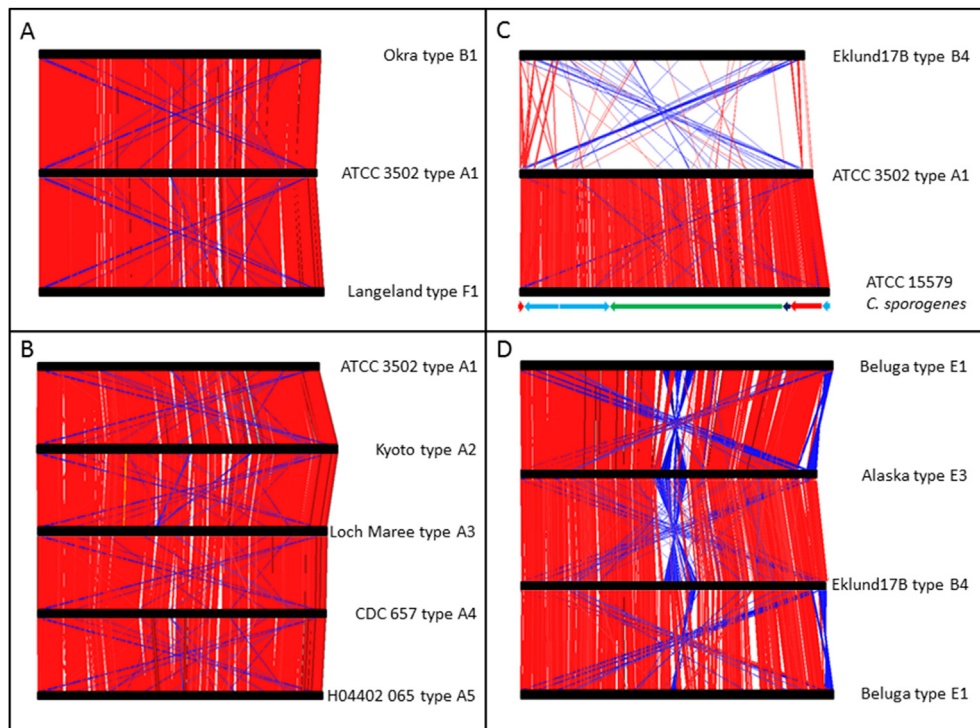 A
Okra type B1
ATCC 3502 type A1
Langeland type F1
B
ATCC 3502 type A1
Kyoto type A2
Loch Maree type A3
CDC 657 type A4
H04402 065 type A5
C
Eklund17B type B4
ATCC 3502 type A1
ATCC 15579
C. sporogenes
D
Beluga type E1
Alaska type E3
Eklund17B type B4
Beluga type E1